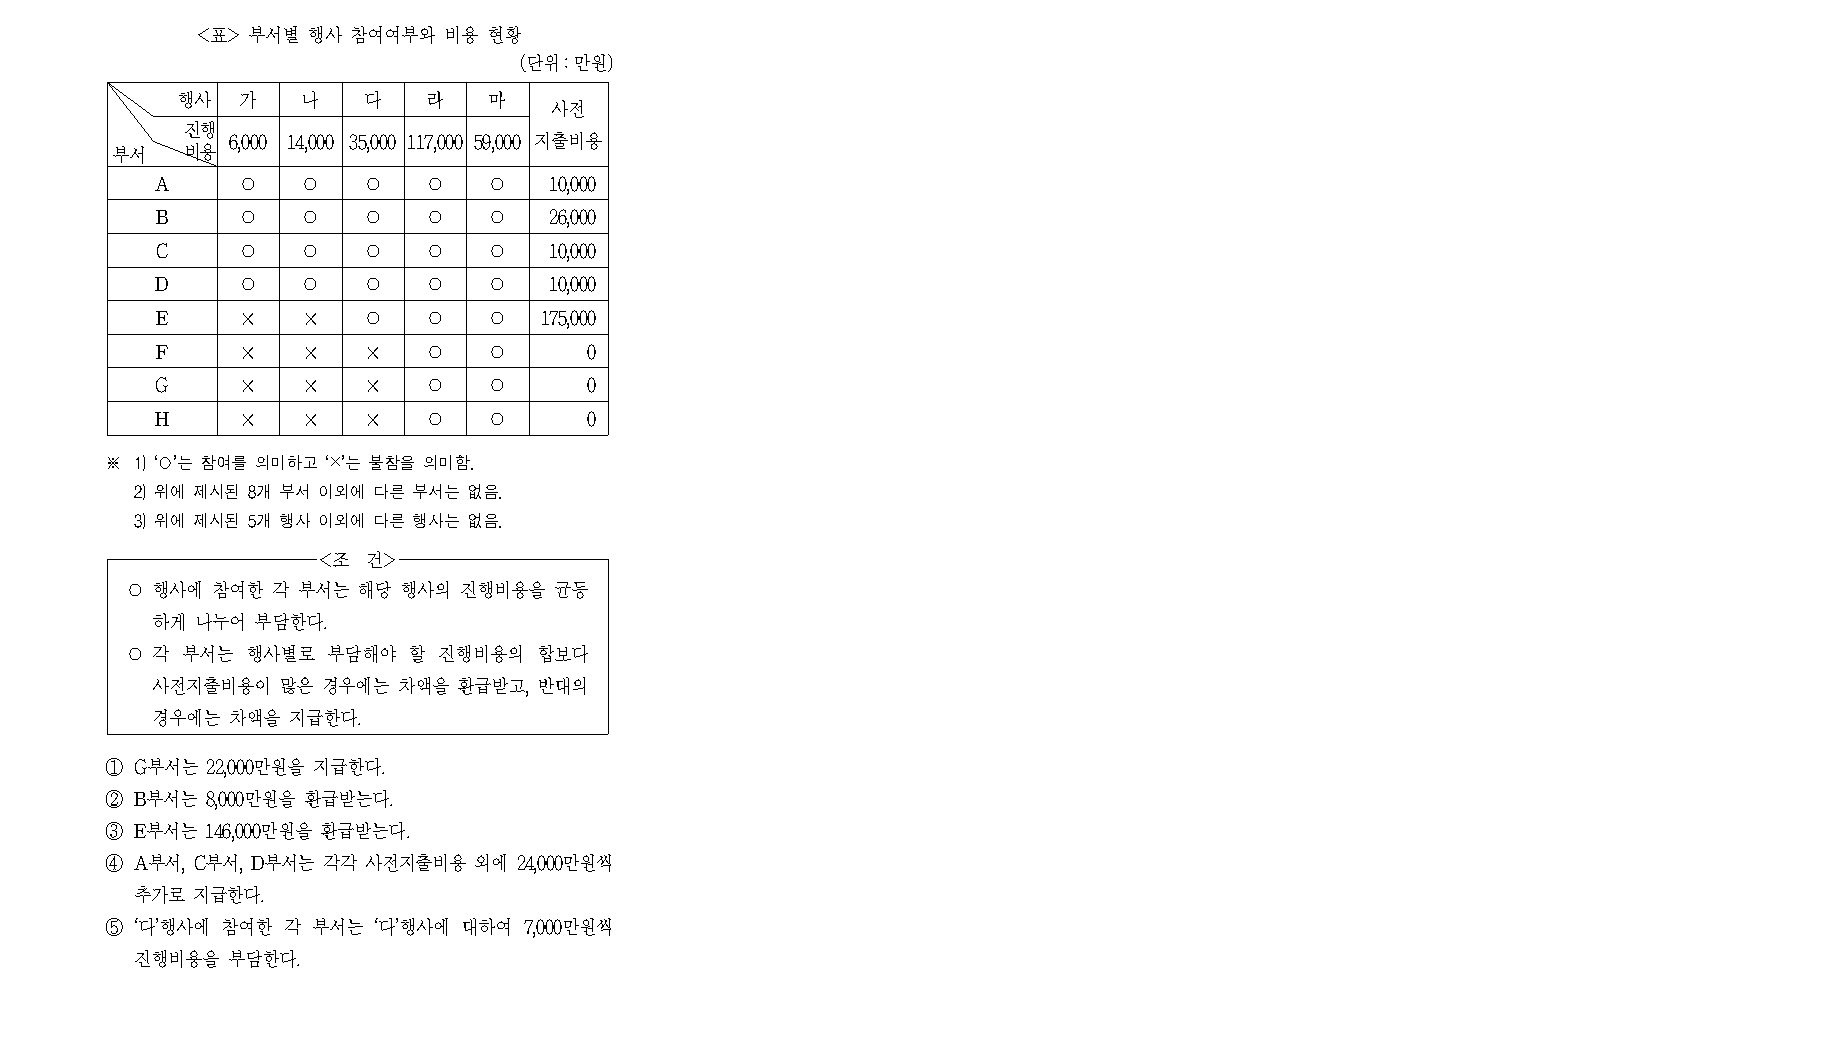 <표> 부서별 행사 참여여부와 비용 현황
(단위 : 만원)
행사 가 나 다 라 마 사전 지출비용
부서 진행 비용 6,000 14,000 35,000 117,000 59,000
A ○ ○ ○ ○ ○ 10,000
B ○ ○ ○ ○ ○ 26,000
C ○ ○ ○ ○ ○ 10,000
D ○ ○ ○ ○ ○ 10,000
E × × ○ ○ ○ 175,000
F × × × ○ ○ 0
G × × × ○ ○ 0
H × × × ○ ○ 0
※ 1) ‘○’는 참여를 의미하고 ‘×’는 불참을 의미함.
2) 위에 제시된 8개 부서 이외에 다른 부서는 없음.
3) 위에 제시된 5개 행사 이외에 다른 행사는 없음.
<조 건>
○ 행사에 참여한 각 부서는 해당 행사의 진행비용을 균등
하게 나누어 부담한다.
○ 각 부서는 행사별로 부담해야 할 진행비용의 합보다
사전지출비용이 많은 경우에는 차액을 환급받고, 반대의
경우에는 차액을 지급한다.
① G부서는 22,000만원을 지급한다.
② B부서는 8,000만원을 환급받는다.
③ E부서는 146,000만원을 환급받는다.
④ A부서, C부서, D부서는 각각 사전지출비용 외에 24,000만원씩
추가로 지급한다.
⑤ ‘다’행사에 참여한 각 부서는 ‘다’행사에 대하여 7,000만원씩
진행비용을 부담한다.